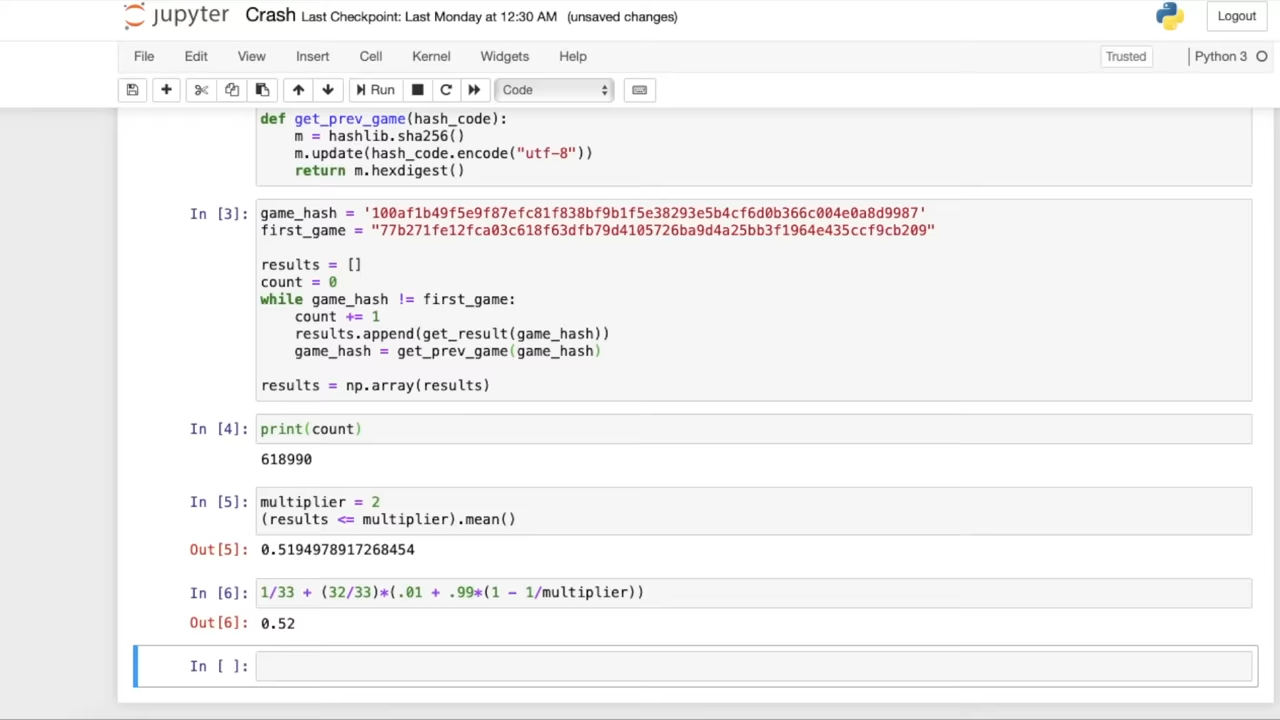 jupyter Crash Last Checkpoint: Last Monday at 12:30 AM (unsaved changes) Logout
File Edit View Insert Cell Kernel Widgets Help Trusted Python 3
Run Code
def get_prev_game(hash_code):
    m = hashlib.sha256()
    m.update(hash_code.encode("utf-8"))
    return m.hexdigest()
In [3]: game_hash = '100af1b49f5e9f87efc81f838bf9b1f5e38293e5b4cf6d0b366c004e0a8d9987'
first_game = "77b271fe12fca03c618f63dfb79d4105726ba9d4a25bb3f1964e435ccf9cb209"
results = []
count = 0
while game_hash != first_game:
    count += 1
    results.append(get_result(game_hash))
    game_hash = get_prev_game(game_hash)
results = np.array(results)
In [4]: print(count)
618990
In [5]: multiplier = 2
(results <= multiplier).mean()
Out[5]: 0.5194978917268454
In [6]: 1/33 + (32/33)*(.01 + .99*(1 - 1/multiplier))
Out[6]: 0.52
In [ ]: